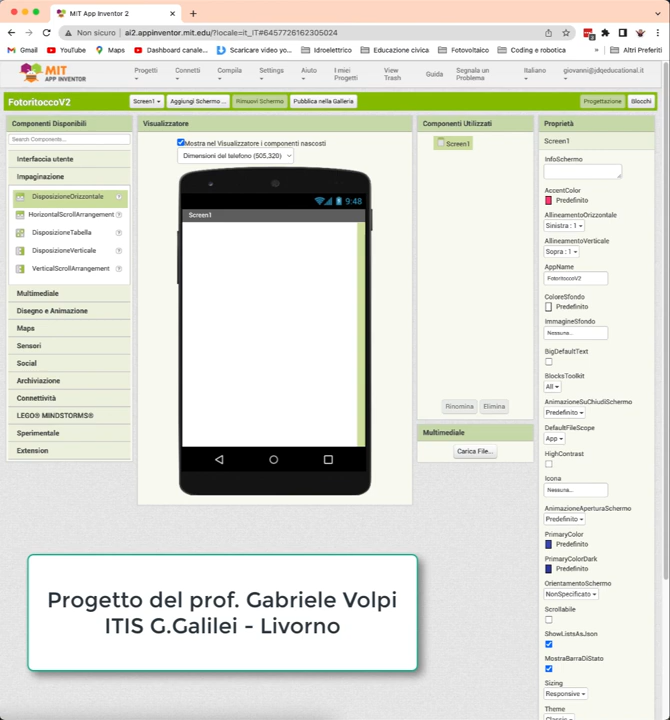 MIT App Inventor 2
Non sicuro | ai2.appinventor.mit.edu/?locale=it_IT#6457726162305024
Gmail YouTube Maps Dashboard canale... Scaricare video yo... Idroelettrico Educazione civica Fotovoltaico Coding e robotica » Altri Preferiti
MIT APP INVENTOR
Progetti Connetti Compila Settings Aiuto I miei Progetti View Trash Guida Segnala un Problema Italiano giovanni@jdqeducational.it
FotoritoccoV2 Screen1 Aggiungi Schermo ... Rimuovi Schermo Pubblica nella Galleria Progettazione Blocchi
Componenti Disponibili
Search Components...
Interfaccia utente
Impaginazione
DisposizioneOrizzontale ?
HorizontalScrollArrangement ?
DisposizioneTabella ?
DisposizioneVerticale ?
VerticalScrollArrangement ?
Multimediale
Disegno e Animazione
Maps
Sensori
Social
Archiviazione
Connettività
LEGO® MINDSTORMS®
Sperimentale
Extension
Visualizzatore
Mostra nel Visualizzatore i componenti nascosti
Dimensioni del telefono (505,320)
9:48
Screen1
Componenti Utilizzati
Screen1
Rinomina Elimina
Multimediale
Carica File...
Proprietà
Screen1
InfoSchermo
AccentColor
Predefinito
AllineamentoOrizzontale
Sinistra : 1
AllineamentoVerticale
Sopra : 1
AppName
FotoritoccoV2
ColoreSfondo
Predefinito
ImmagineSfondo
Nessuna...
BigDefaultText
BlocksToolkit
All
AnimazioneSuChiudiSchermo
Predefinito
DefaultFileScope
App
HighContrast
Icona
Nessuna...
AnimazioneAperturaSchermo
Predefinito
PrimaryColor
Predefinito
PrimaryColorDark
Predefinito
OrientamentoSchermo
NonSpecificato
Scrollabile
ShowListsAsJson
MostraBarraDiStato
Sizing
Responsive
Theme
Classic
Progetto del prof. Gabriele Volpi
ITIS G.Galilei - Livorno